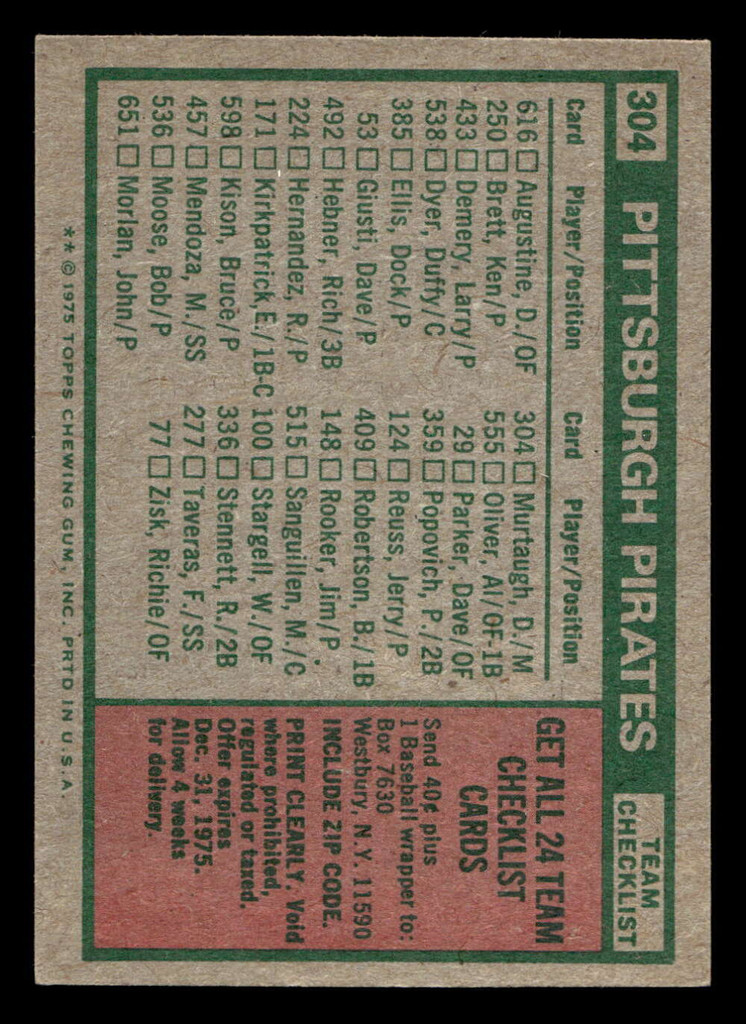 304 PITTSBURGH PIRATES TEAM CHECKLIST
Card Player/Position Card Player/Position
616 Augustine, D./OF
250 Brett, Ken/P
433 Demery, Larry/P
538 Dyer, Duffy/C
385 Ellis, Dock/P
53 Giusti, Dave/P
492 Hebner, Rich/3B
224 Hernandez, R./P
171 Kirkpatrick,E./1B-C
598 Kison, Bruce/P
457 Mendoza, M./SS
536 Moose, Bob/P
651 Morlan, John/P
304 Murtaugh, D./M
555 Oliver, Al/OF-1B
29 Parker, Dave/OF
359 Popovich, P./2B
124 Reuss, Jerry/P
409 Robertson, B./1B
148 Rooker, Jim/P
515 Sanguillen, M./C
100 Stargell, W./OF
336 Stennett, R./2B
277 Taveras, F./SS
77 Zisk, Richie/OF
GET ALL 24 TEAM
CHECKLIST
CARDS
Send 40¢ plus
1 Baseball wrapper to:
Box 7630
Westbury, N.Y. 11590
INCLUDE ZIP CODE.
PRINT CLEARLY. Void
where prohibited,
regulated or taxed.
Offer expires
Dec. 31, 1975.
Allow 4 weeks
for delivery.
** © 1975 TOPPS CHEWING GUM, INC. PRTD IN U.S.A.